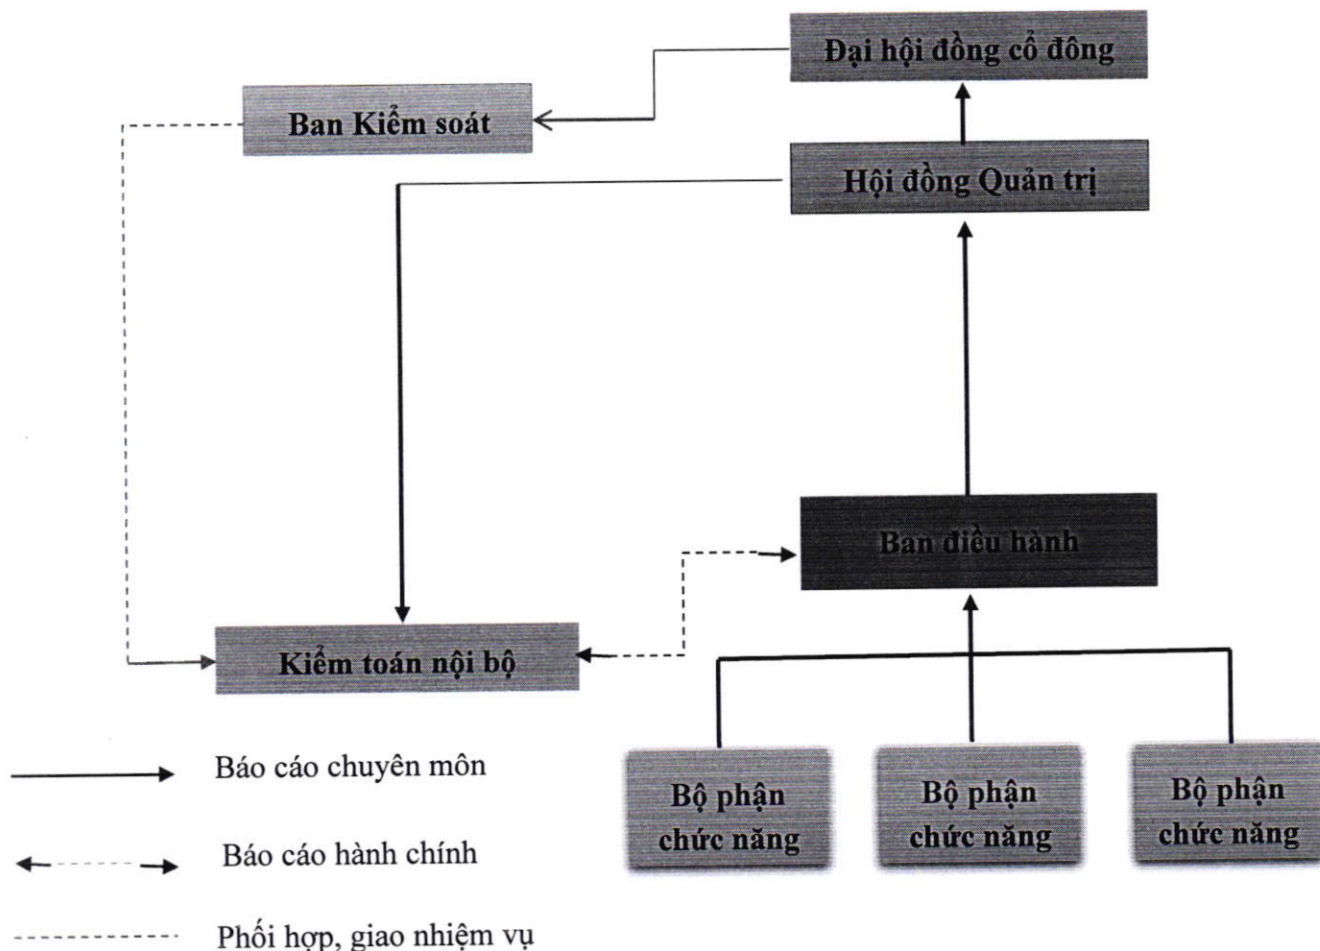 Đại hội đồng cổ đông
Ban Kiểm soát
Hội đồng Quản trị
Ban điều hành
Kiểm toán nội bộ
Bộ phận
chức năng
Bộ phận
chức năng
Bộ phận
chức năng
Báo cáo chuyên môn
Báo cáo hành chính
Phối hợp, giao nhiệm vụ